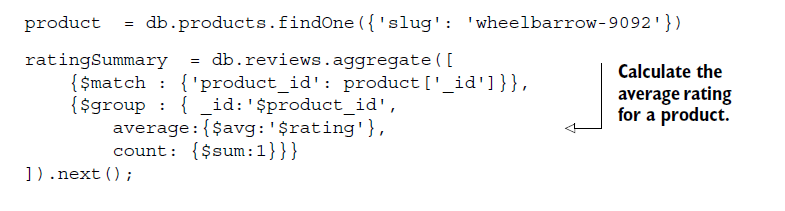 product  = db.products.findOne({'slug': 'wheelbarrow-9092'})
ratingSummary  = db.reviews.aggregate([
    {$match : {'product_id': product['_id']}},
    {$group : { _id:'$product_id',
        average:{$avg:'$rating'},
        count: {$sum:1}}}
]).next();
Calculate the
average rating
for a product.